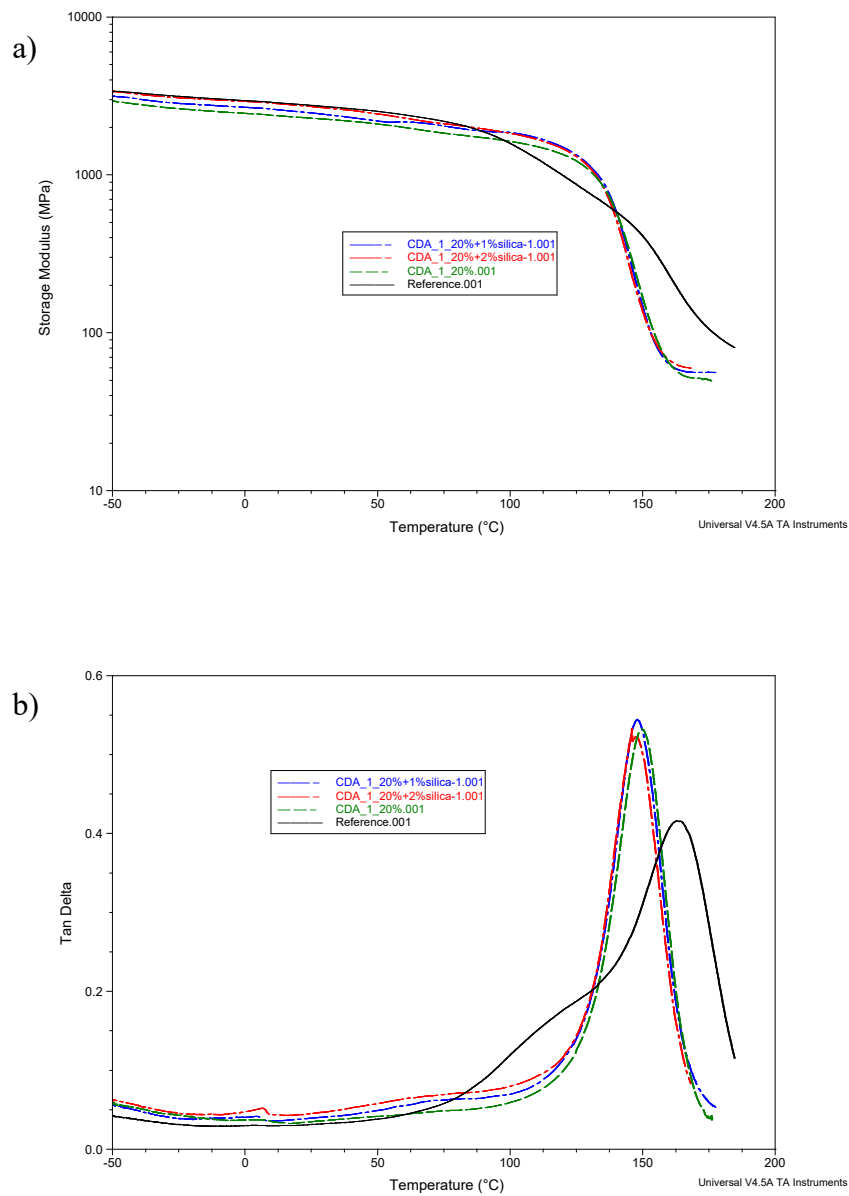 a)
10000
1000
100
10
Storage Modulus (MPa)
CDA_1_20%+1%silica-1.001
CDA_1_20%+2%silica-1.001
CDA_1_20%.001
Reference.001
-50
0
50
100
150
200
Temperature (°C)
Universal V4.5A TA Instruments
b)
0.6
0.4
0.2
0.0
Tan Delta
CDA_1_20%+1%silica-1.001
CDA_1_20%+2%silica-1.001
CDA_1_20%.001
Reference.001
-50
0
50
100
150
200
Temperature (°C)
Universal V4.5A TA Instruments